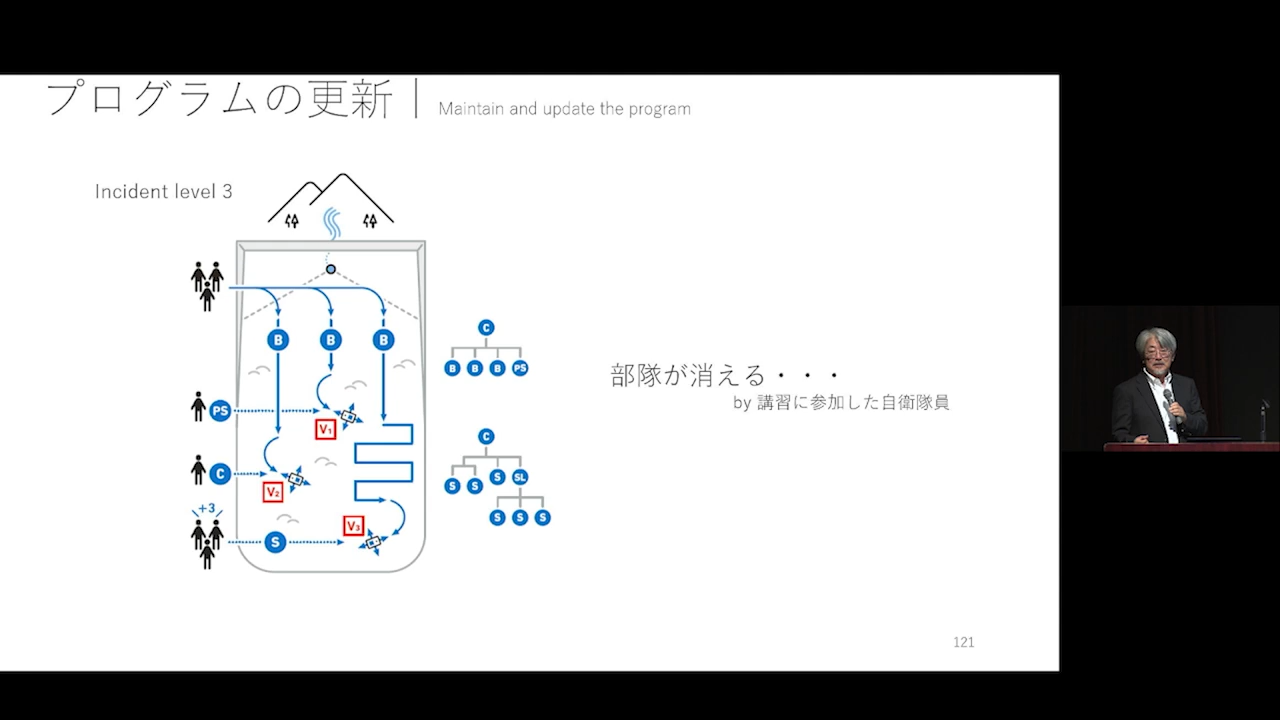 プログラムの更新｜ Maintain and update the program
Incident level 3
B B B
PS
V1
C
V2
+3
V3
S
C
B B B PS
C
S S S SL
S S S
部隊が消える・・・
by 講習に参加した自衛隊員
121